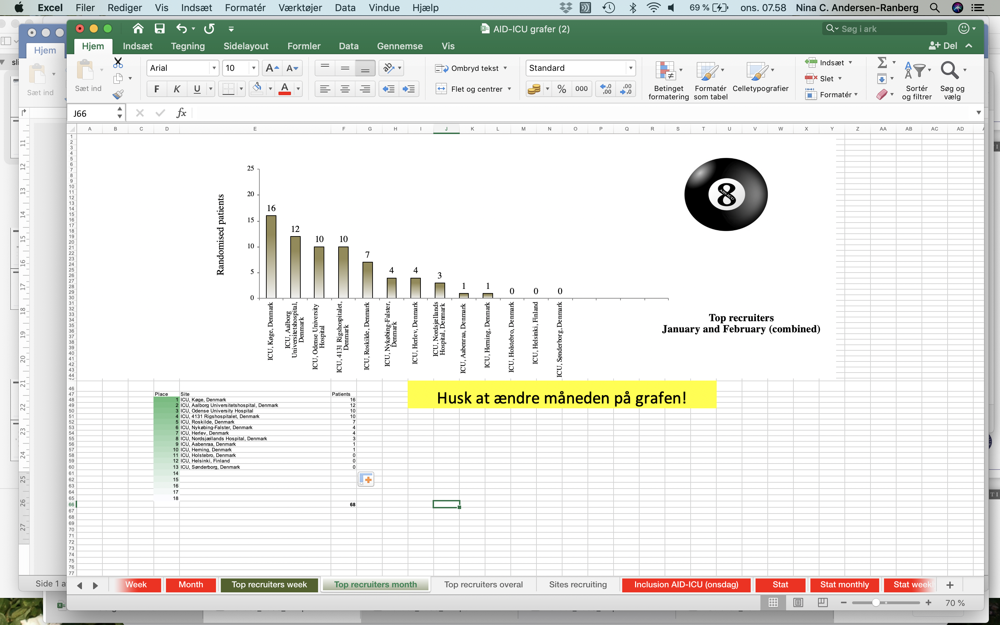 Excel Filer Rediger Vis Indsæt Formatér Værktøjer Data Vindue Hjælp 69 % ons. 07.58 Nina C. Andersen-Ranberg
AID-ICU grafer (2) Søg i ark
Hjem Indsæt Tegning Sidelayout Formler Data Gennemse Vis Del
Hjem
Sæt ind
Sæt ind
Arial 10
F K U
Ombryd tekst
Flet og centrer
Standard
% 000
Betinget formatering
Formatér som tabel
Celletypografier
Indsæt
Slet
Formatér
Sortér og filtrer
Søg og vælg
J66 fx
A B C D E F G H I J K L M N O P Q R S T U V W X Y Z AA AB AC AD
25
20
15
10
5
0
Randomised patients
16 12 10 10 7 4 4 3 1 1 0 0 0
ICU, Køge, Denmark
ICU, Aalborg Universitetshospital, Denmark
ICU, Odense University Hospital
ICU, 4131 Rigshospitalet, Denmark
ICU, Roskilde, Denmark
ICU, Nykøbing-Falster, Denmark
ICU, Herlev, Denmark
ICU, Nordsjællands Hospital, Denmark
ICU, Aabenraa, Denmark
ICU, Herning, Denmark
ICU, Holstebro, Denmark
ICU, Helsinki, Finland
ICU, Sønderborg, Denmark
8
AID-ICU
Top recruiters
January and February (combined)
Husk at ændre måneden på grafen!
Place Site Patients
1 ICU, Køge, Denmark 16
2 ICU, Aalborg Universitetshospital, Denmark 12
3 ICU, Odense University Hospital 10
4 ICU, 4131 Rigshospitalet, Denmark 10
5 ICU, Roskilde, Denmark 7
6 ICU, Nykøbing-Falster, Denmark 4
7 ICU, Herlev, Denmark 4
8 ICU, Nordsjællands Hospital, Denmark 3
9 ICU, Aabenraa, Denmark 1
10 ICU, Herning, Denmark 1
11 ICU, Holstebro, Denmark 0
12 ICU, Helsinki, Finland 0
13 ICU, Sønderborg, Denmark 0
14
15
16
17
18
68
Side 1 a
Week Month Top recruiters week Top recruiters month Top recruiters overal Sites recruiting Inclusion AID-ICU (onsdag) Stat Stat monthly Stat week
70 %